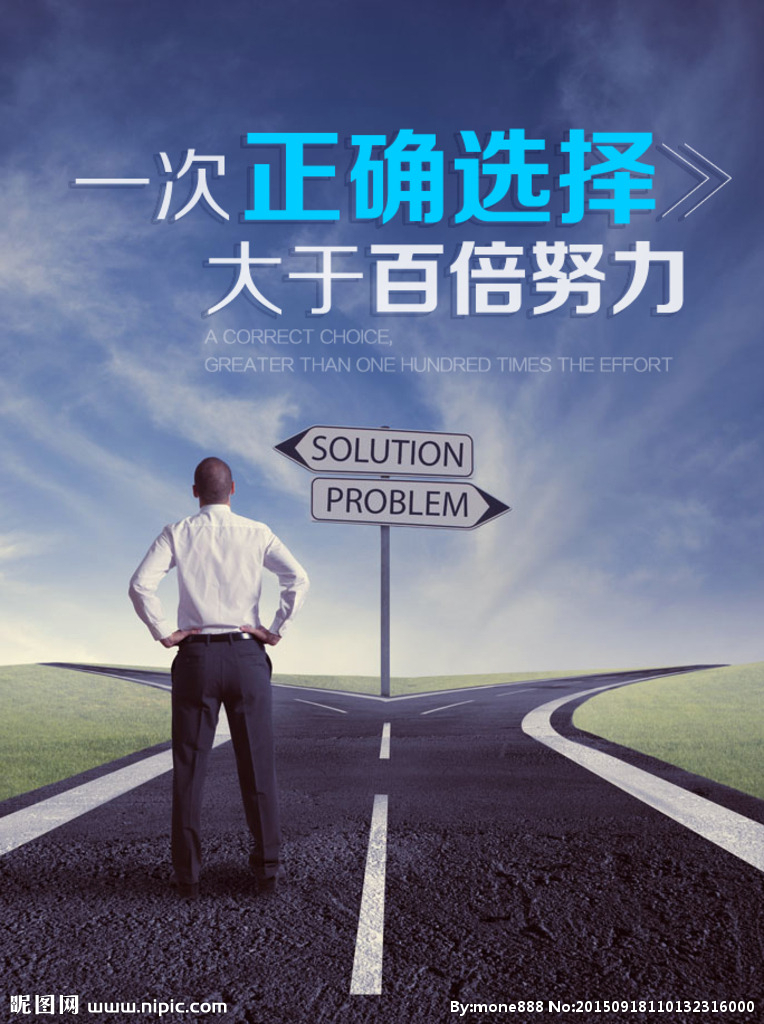 一次正确选择
大于百倍努力
A CORRECT CHOICE,
GREATER THAN ONE HUNDRED TIMES THE EFFORT
SOLUTION
PROBLEM
昵图网 www.nipic.com
By:mone888 No:20150918110132316000